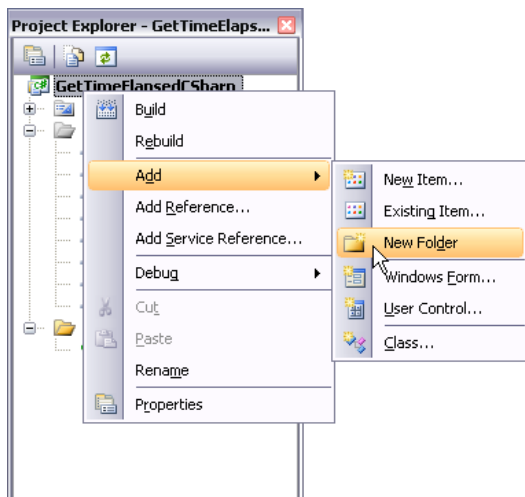 Project Explorer - GetTimeElaps...
GetTimeElapsedCSharp
Build
Rebuild
Add
Add Reference...
Add Service Reference...
Debug
Cut
Paste
Rename
Properties
New Item...
Existing Item...
New Folder
Windows Form...
User Control...
Class...